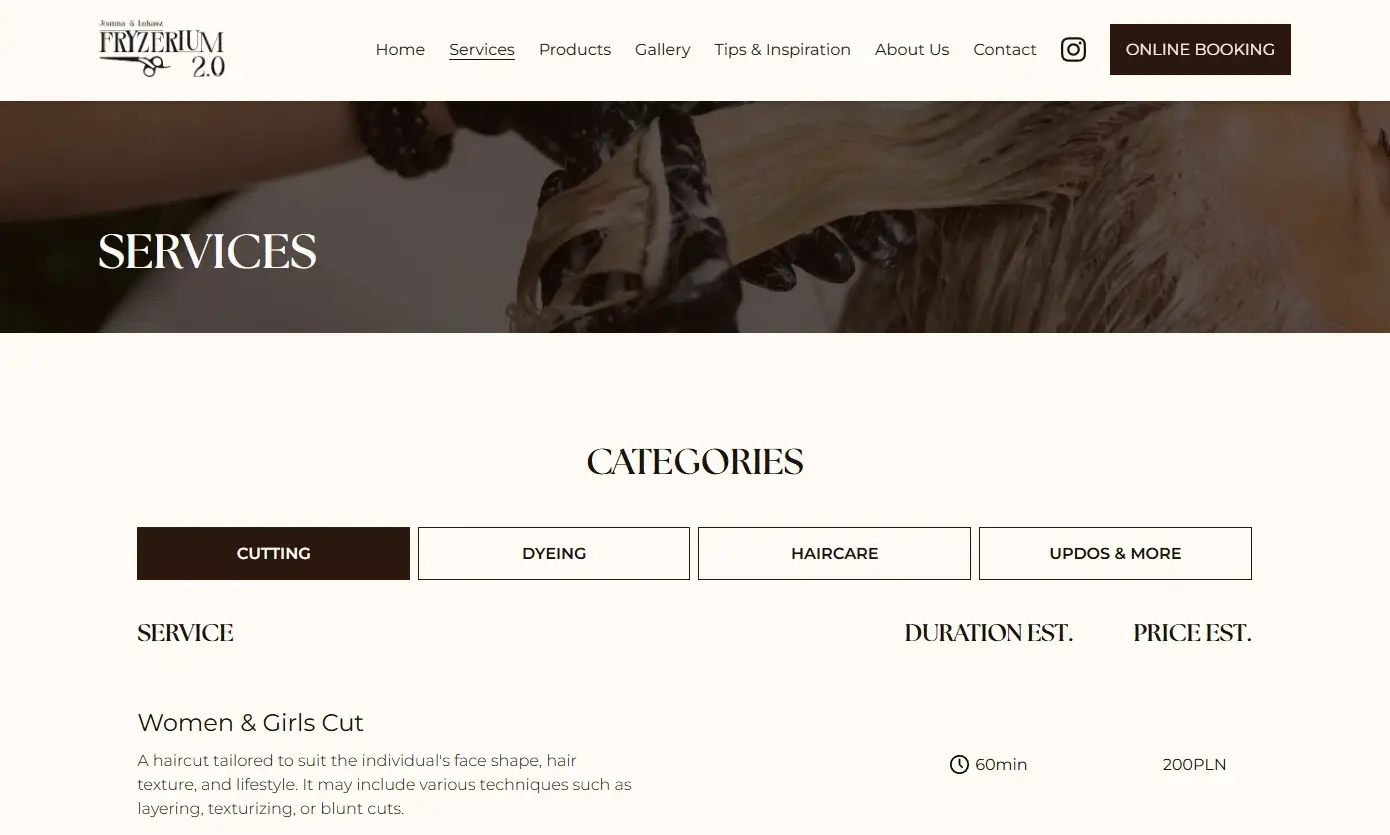 Joanna & Łukasz
FRYZERIUM
2.0
Home
Services
Products
Gallery
Tips & Inspiration
About Us
Contact
ONLINE BOOKING
SERVICES
CATEGORIES
CUTTING
DYEING
HAIRCARE
UPDOS & MORE
SERVICE
DURATION EST.
PRICE EST.
Women & Girls Cut
A haircut tailored to suit the individual's face shape, hair
texture, and lifestyle. It may include various techniques such as
layering, texturizing, or blunt cuts.
60min
200PLN